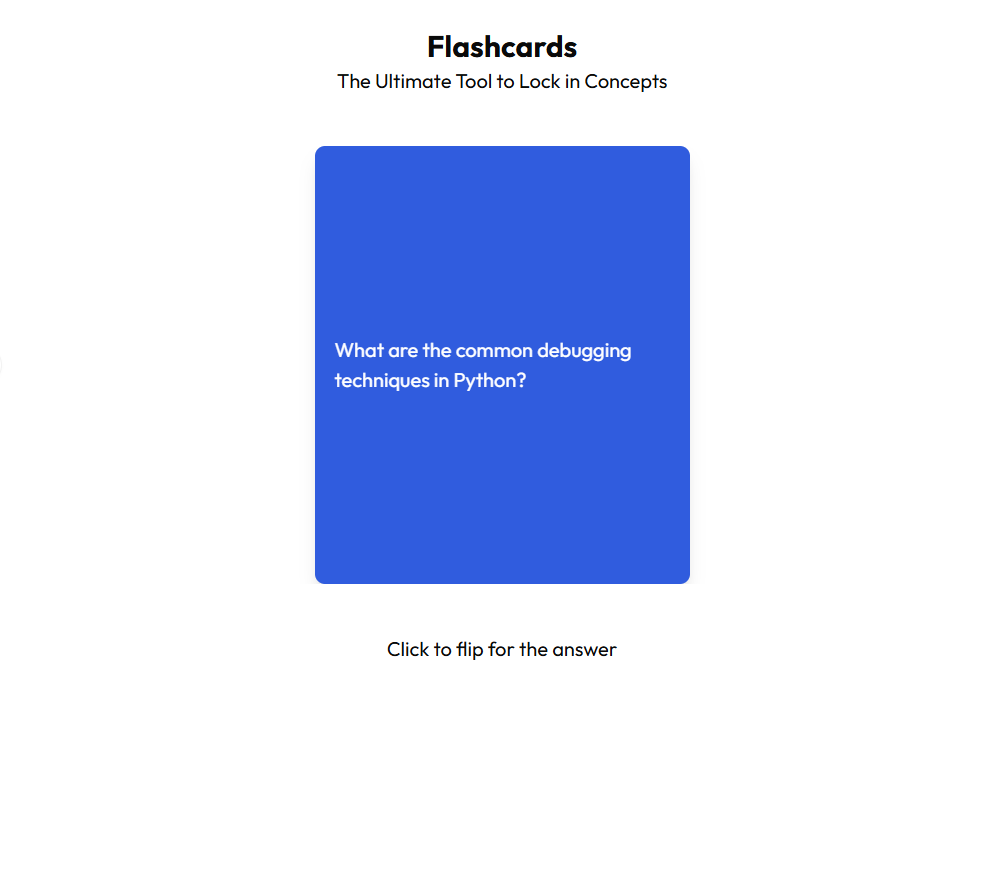 Flashcards
The Ultimate Tool to Lock in Concepts
What are the common debugging
techniques in Python?
Click to flip for the answer